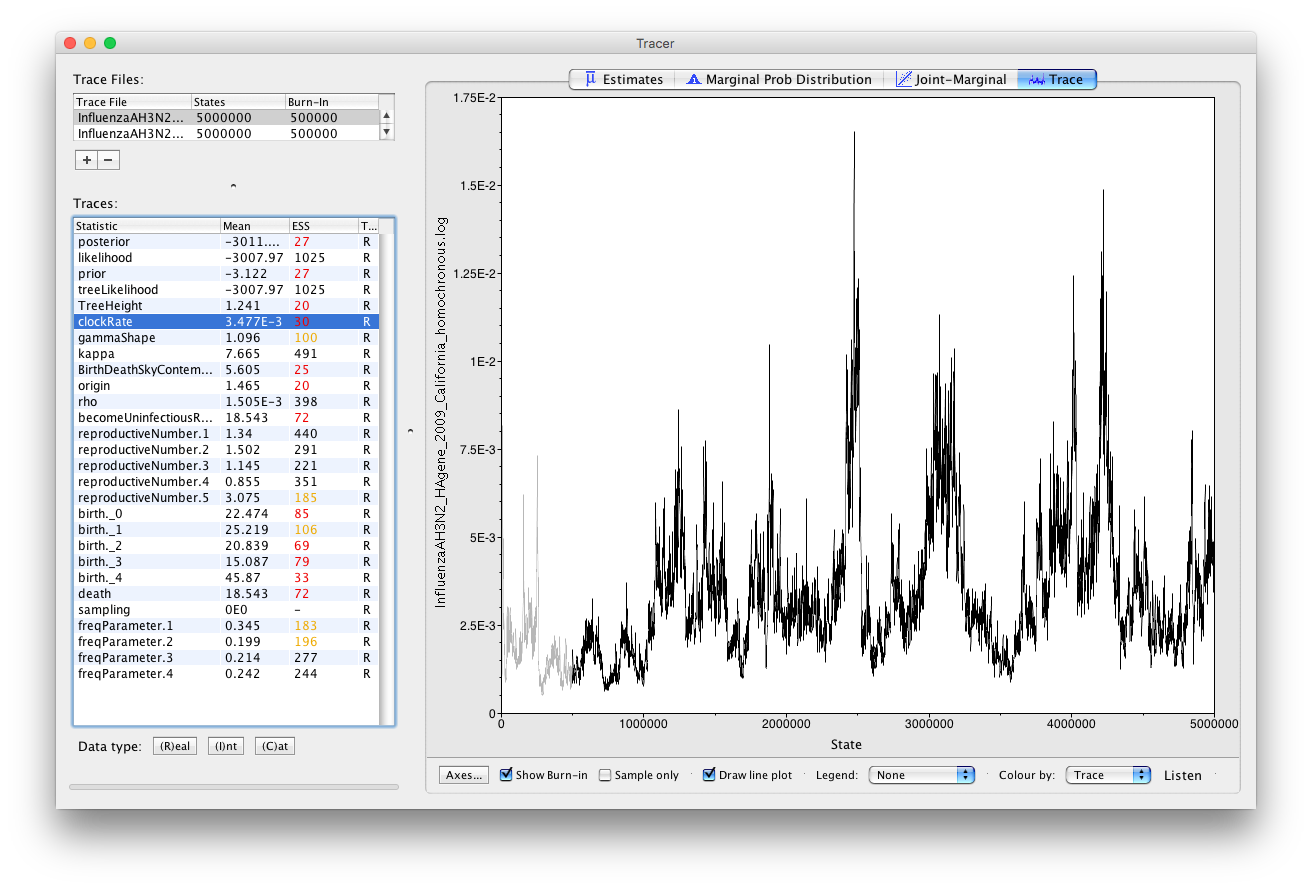 Tracer
Trace Files:
Trace File States Burn-In
InfluenzaAH3N2... 5000000 500000
InfluenzaAH3N2... 5000000 500000
+ −
Traces:
Statistic Mean ESS T...
posterior -3011.... 27 R
likelihood -3007.97 1025 R
prior -3.122 27 R
treeLikelihood -3007.97 1025 R
TreeHeight 1.241 20 R
clockRate 3.477E-3 30 R
gammaShape 1.096 100 R
kappa 7.665 491 R
BirthDeathSkyContem... 5.605 25 R
origin 1.465 20 R
rho 1.505E-3 398 R
becomeUninfectiousR... 18.543 72 R
reproductiveNumber.1 1.34 440 R
reproductiveNumber.2 1.502 291 R
reproductiveNumber.3 1.145 221 R
reproductiveNumber.4 0.855 351 R
reproductiveNumber.5 3.075 185 R
birth._0 22.474 85 R
birth._1 25.219 106 R
birth._2 20.839 69 R
birth._3 15.087 79 R
birth._4 45.87 33 R
death 18.543 72 R
sampling 0E0 - R
freqParameter.1 0.345 183 R
freqParameter.2 0.199 196 R
freqParameter.3 0.214 277 R
freqParameter.4 0.242 244 R
Data type: (R)eal (I)nt (C)at
μ Estimates Marginal Prob Distribution Joint-Marginal Trace
InfluenzaAH3N2_HAgene_2009_California_homochronous.log
1.75E-2
1.5E-2
1.25E-2
1E-2
7.5E-3
5E-3
2.5E-3
0
0 1000000 2000000 3000000 4000000 5000000
State
Axes... Show Burn-in Sample only Draw line plot Legend: None Colour by: Trace Listen